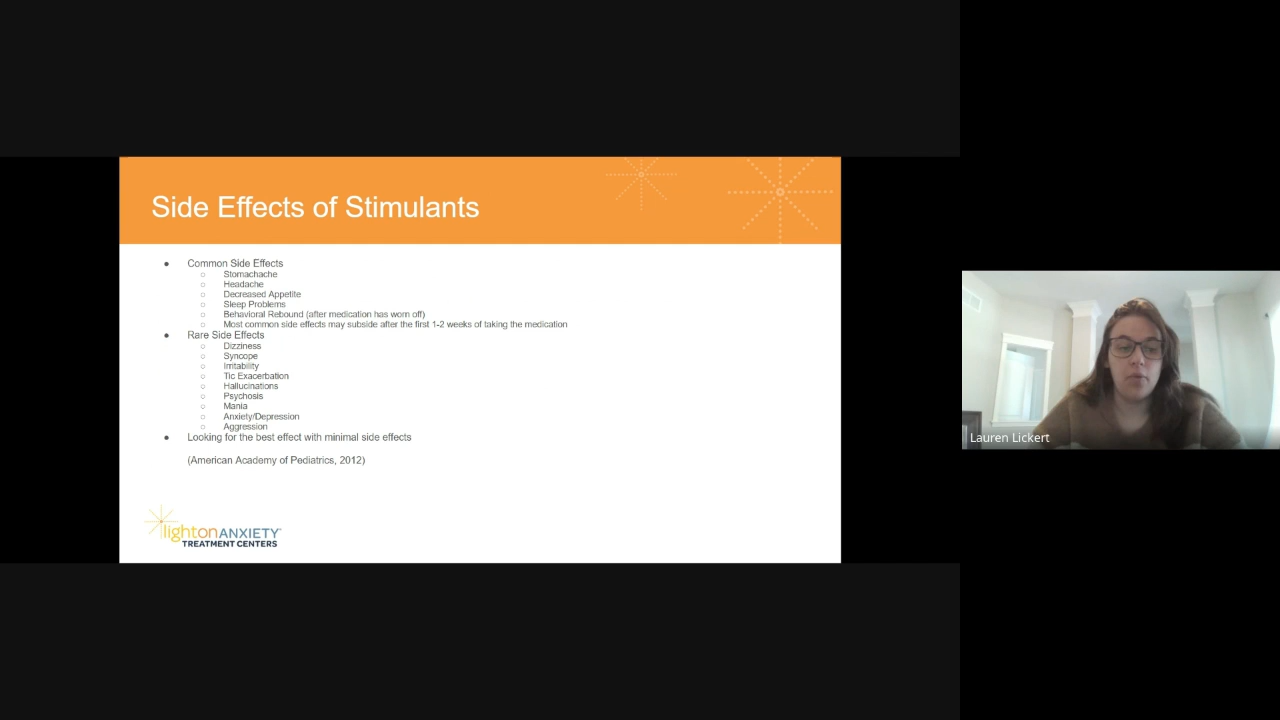 Side Effects of Stimulants
● Common Side Effects
○ Stomachache
○ Headache
○ Decreased Appetite
○ Sleep Problems
○ Behavioral Rebound (after medication has worn off)
○ Most common side effects may subside after the first 1-2 weeks of taking the medication
● Rare Side Effects
○ Dizziness
○ Syncope
○ Irritability
○ Tic Exacerbation
○ Hallucinations
○ Psychosis
○ Mania
○ Anxiety/Depression
○ Aggression
● Looking for the best effect with minimal side effects
(American Academy of Pediatrics, 2012)
lightonANXIETY
TREATMENT CENTERS
Lauren Lickert